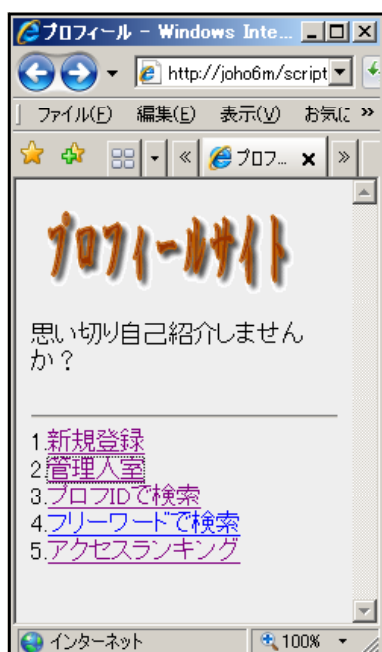 プロフィール - Windows Inte...
http://joho6m/script
ファイル(F) 編集(E) 表示(V) お気に »
« プロフ... »
プロフィールサイト
思い切り自己紹介しません
か？
1.新規登録
2.管理人室
3.プロフIDで検索
4.フリーワードで検索
5.アクセスランキング
インターネット 100%